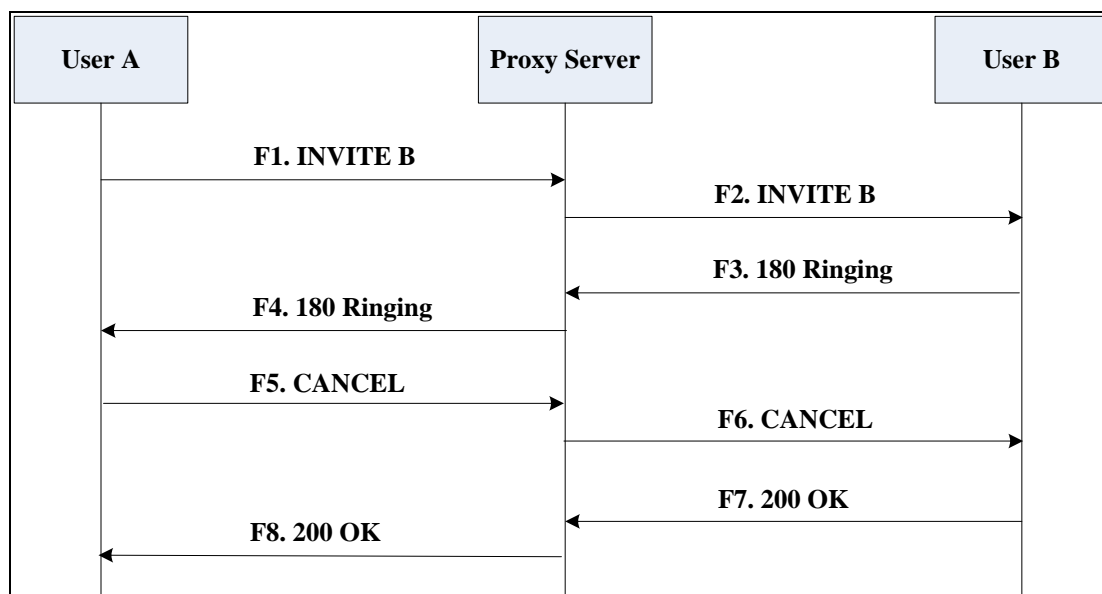 User A
Proxy Server
User B
F1. INVITE B
F2. INVITE B
F3. 180 Ringing
F4. 180 Ringing
F5. CANCEL
F6. CANCEL
F7. 200 OK
F8. 200 OK